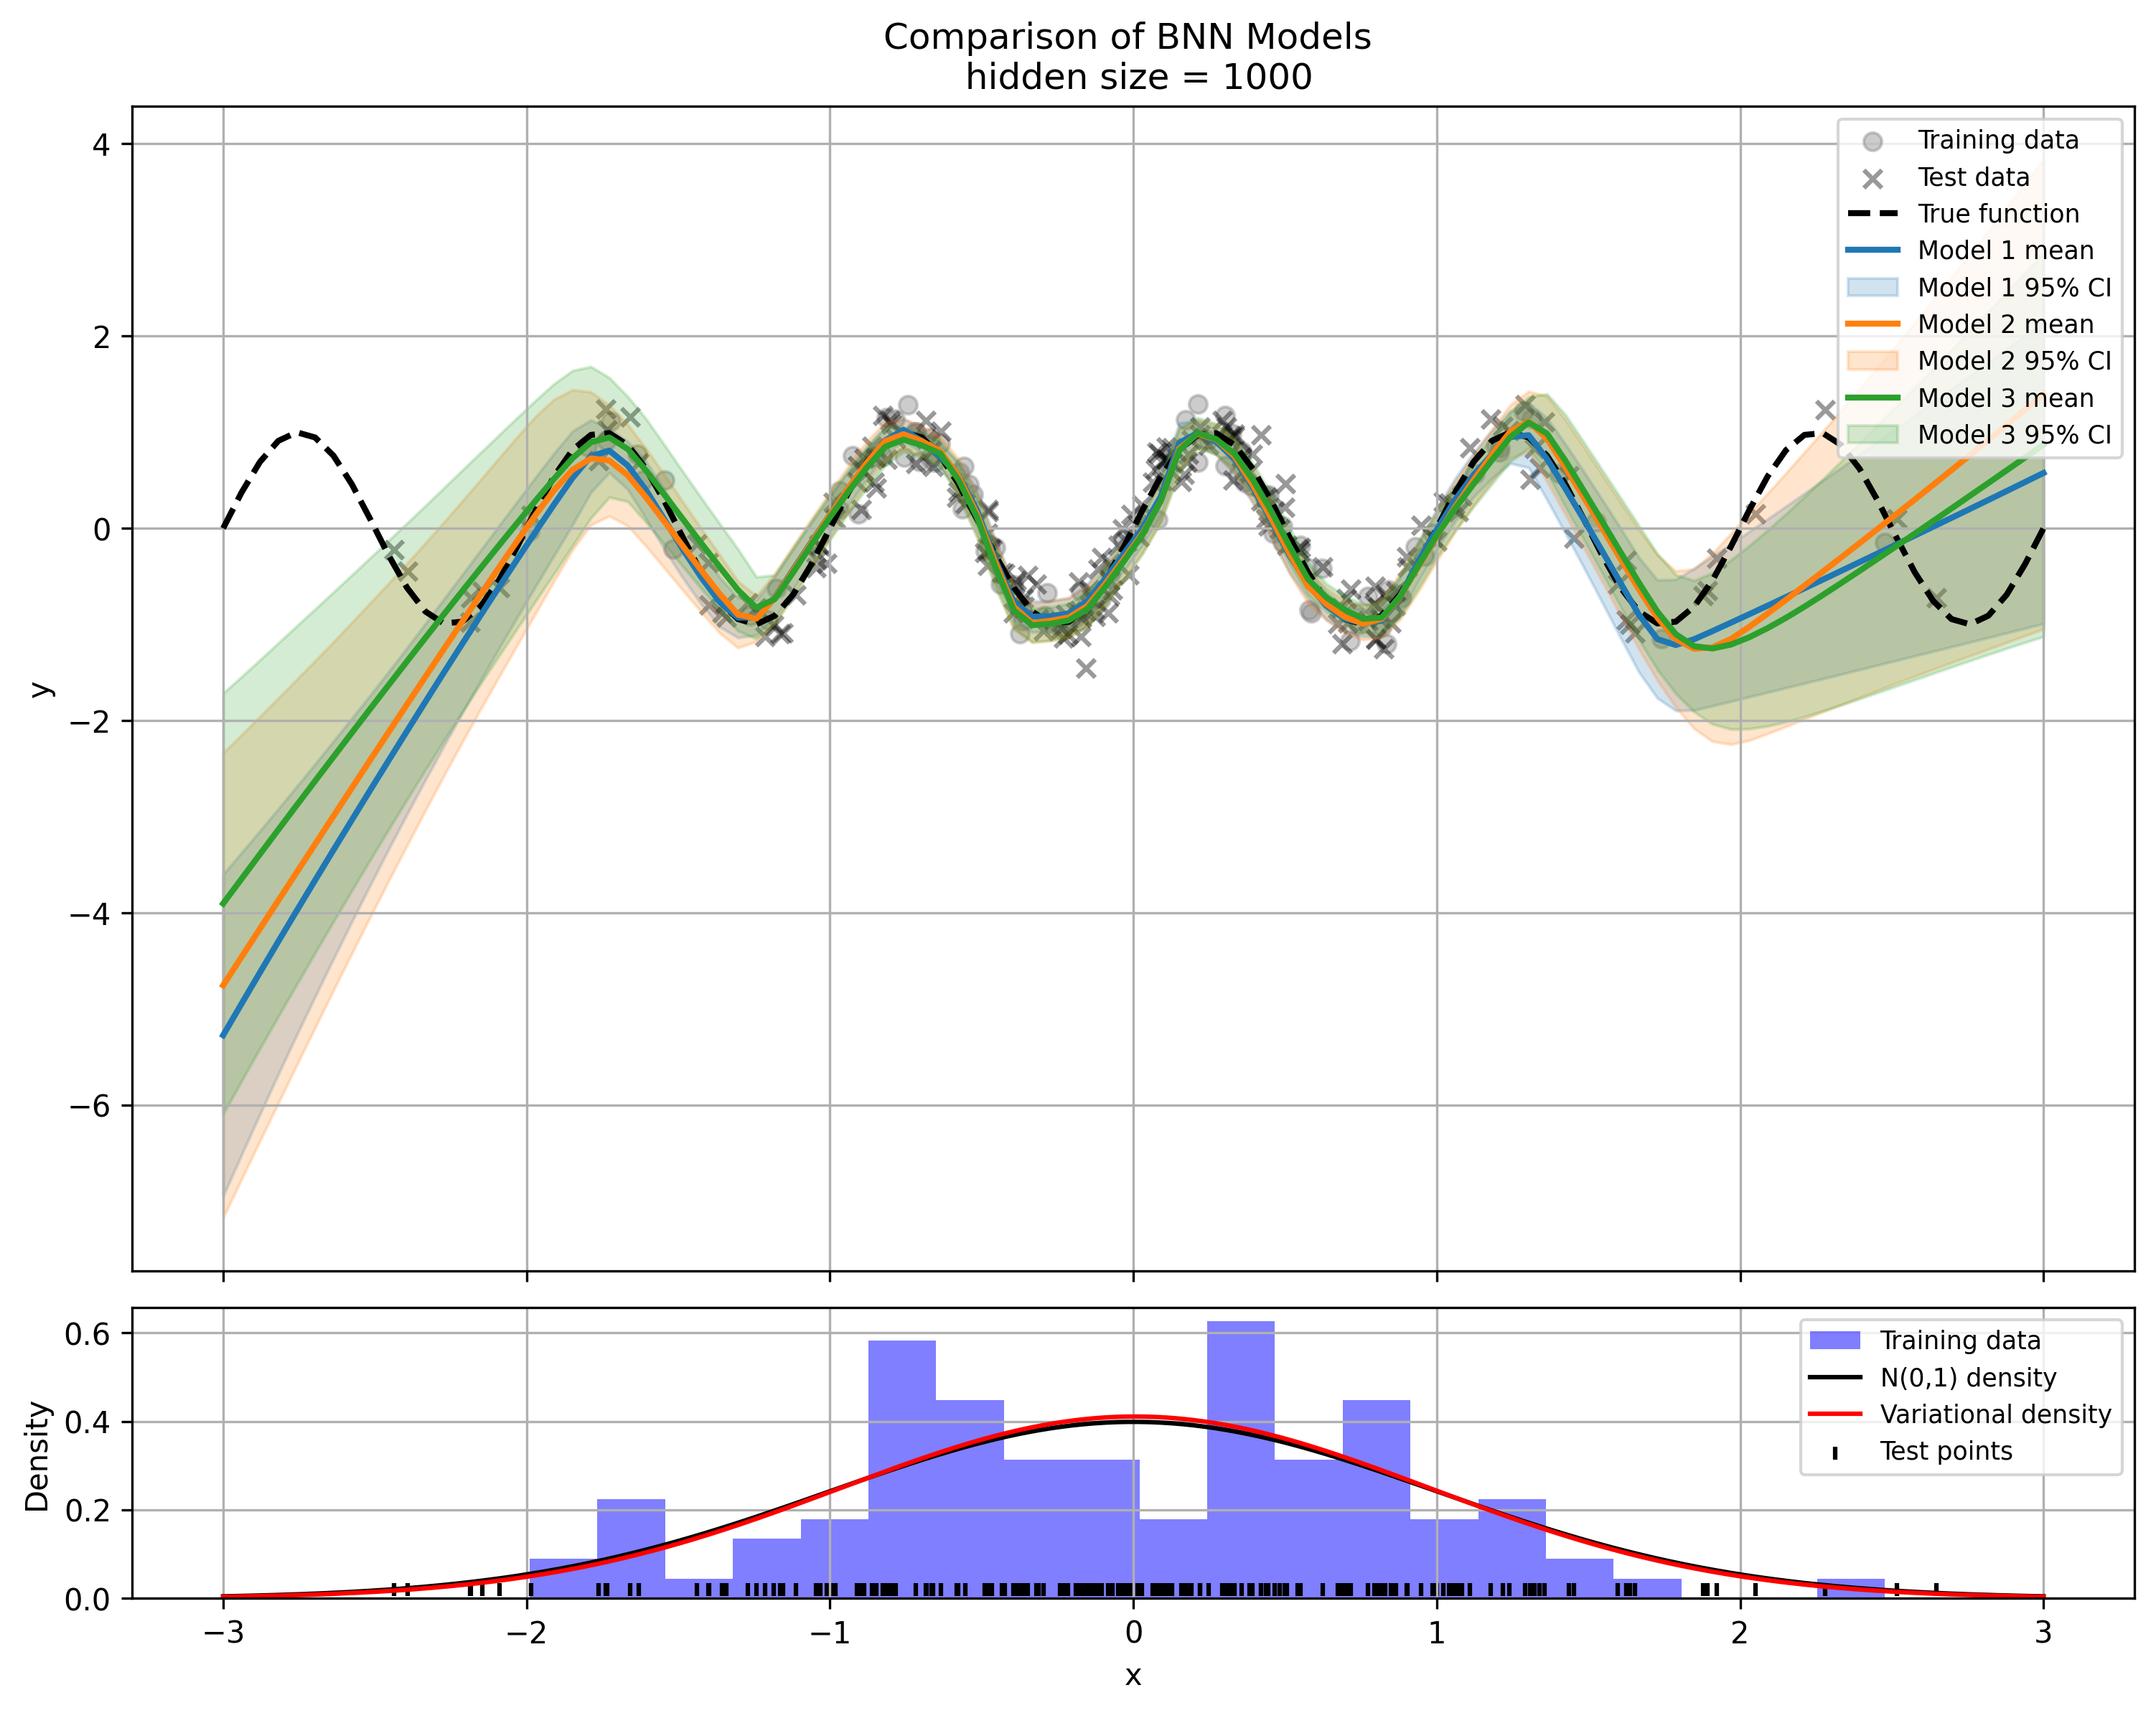 Comparison of BNN Models
hidden size = 1000
4
2
0
−2
−4
−6
y
Training data
Test data
True function
Model 1 mean
Model 1 95% CI
Model 2 mean
Model 2 95% CI
Model 3 mean
Model 3 95% CI
0.6
0.4
0.2
0.0
Density
Training data
N(0,1) density
Variational density
Test points
−3
−2
−1
0
1
2
3
x